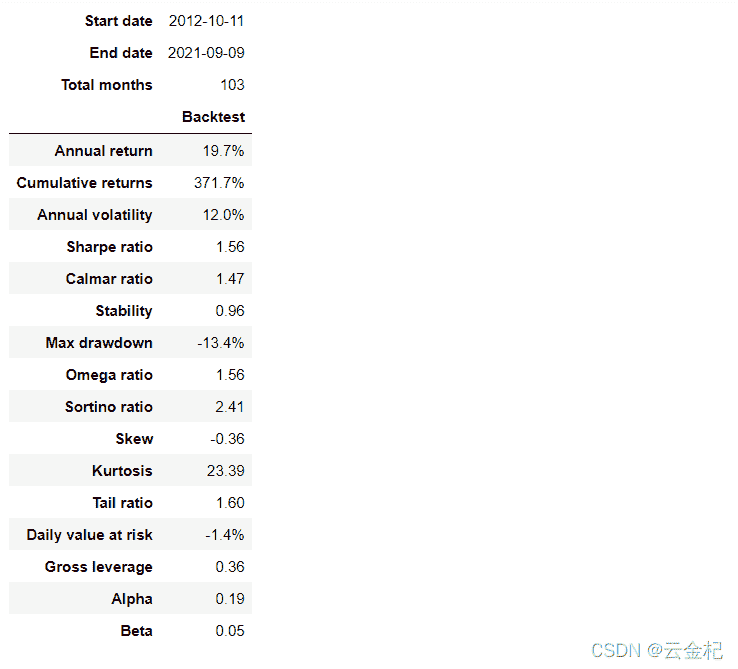 Start date 2012-10-11
End date 2021-09-09
Total months 103
Backtest
Annual return 19.7%
Cumulative returns 371.7%
Annual volatility 12.0%
Sharpe ratio 1.56
Calmar ratio 1.47
Stability 0.96
Max drawdown -13.4%
Omega ratio 1.56
Sortino ratio 2.41
Skew -0.36
Kurtosis 23.39
Tail ratio 1.60
Daily value at risk -1.4%
Gross leverage 0.36
Alpha 0.19
Beta 0.05
CSDN @云金杞